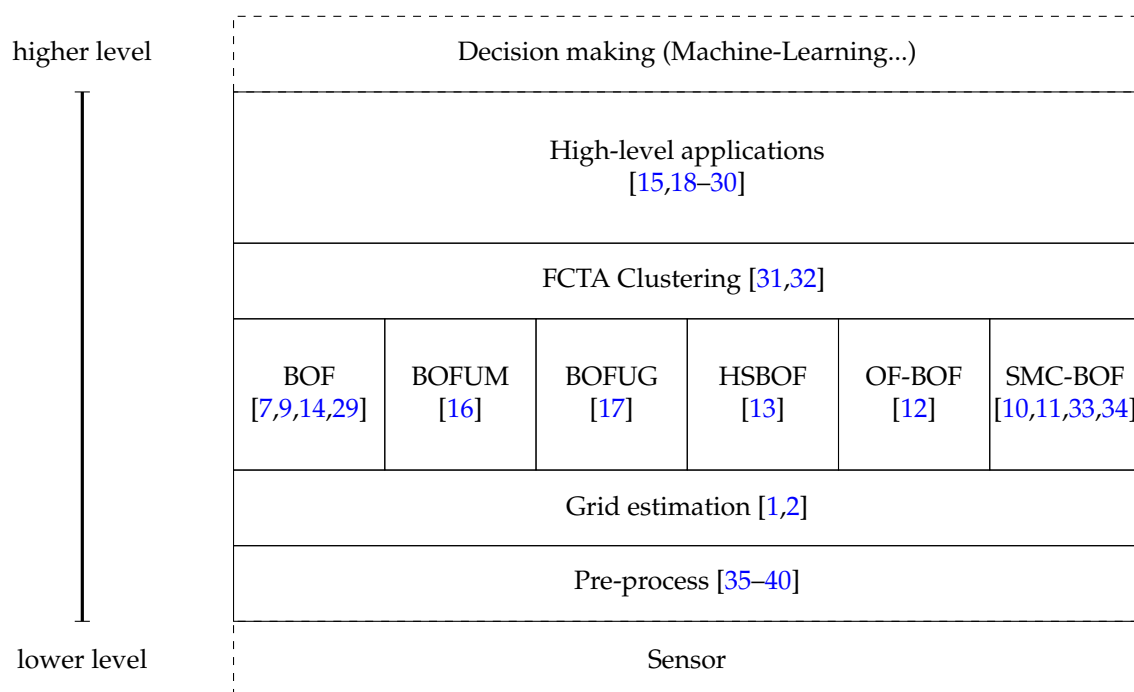 higher level
Decision making (Machine-Learning...)
High-level applications
[15,18–30]
FCTA Clustering [31,32]
BOF
[7,9,14,29]
BOFUM
[16]
BOFUG
[17]
HSBOF
[13]
OF-BOF
[12]
SMC-BOF
[10,11,33,34]
Grid estimation [1,2]
Pre-process [35–40]
lower level
Sensor